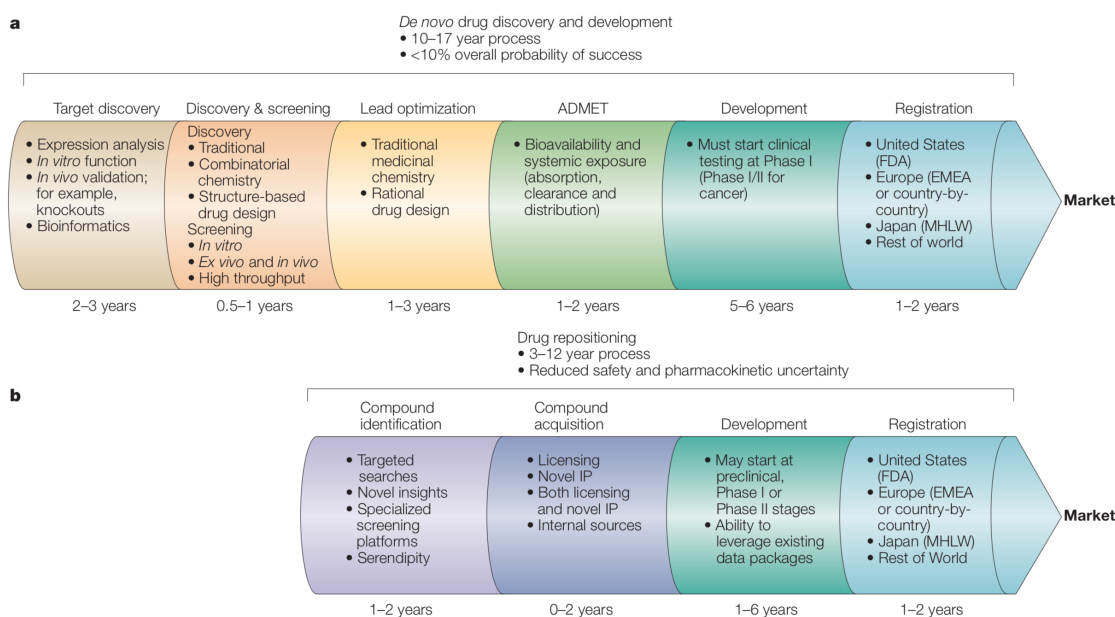 a
De novo drug discovery and development
• 10–17 year process
• <10% overall probability of success
Target discovery
• Expression analysis
• In vitro function
• In vivo validation;
for example,
knockouts
• Bioinformatics
2–3 years
Discovery & screening
Discovery
• Traditional
• Combinatorial
chemistry
• Structure-based
drug design
Screening
• In vitro
• Ex vivo and in vivo
• High throughput
0.5–1 years
Lead optimization
• Traditional
medicinal
chemistry
• Rational
drug design
1–3 years
ADMET
• Bioavailability and
systemic exposure
(absorption,
clearance and
distribution)
1–2 years
Development
• Must start clinical
testing at Phase I
(Phase I/II for
cancer)
5–6 years
Registration
• United States
(FDA)
• Europe (EMEA
or country-by-
country)
• Japan (MHLW)
• Rest of world
1–2 years
Market
b
Drug repositioning
• 3–12 year process
• Reduced safety and pharmacokinetic uncertainty
Compound
identification
• Targeted
searches
• Novel insights
• Specialized
screening
platforms
• Serendipity
1–2 years
Compound
acquisition
• Licensing
• Novel IP
• Both licensing
and novel IP
• Internal sources
0–2 years
Development
• May start at
preclinical,
Phase I or
Phase II stages
• Ability to
leverage existing
data packages
1–6 years
Registration
• United States
(FDA)
• Europe (EMEA
or country-by-
country)
• Japan (MHLW)
• Rest of World
1–2 years
Market